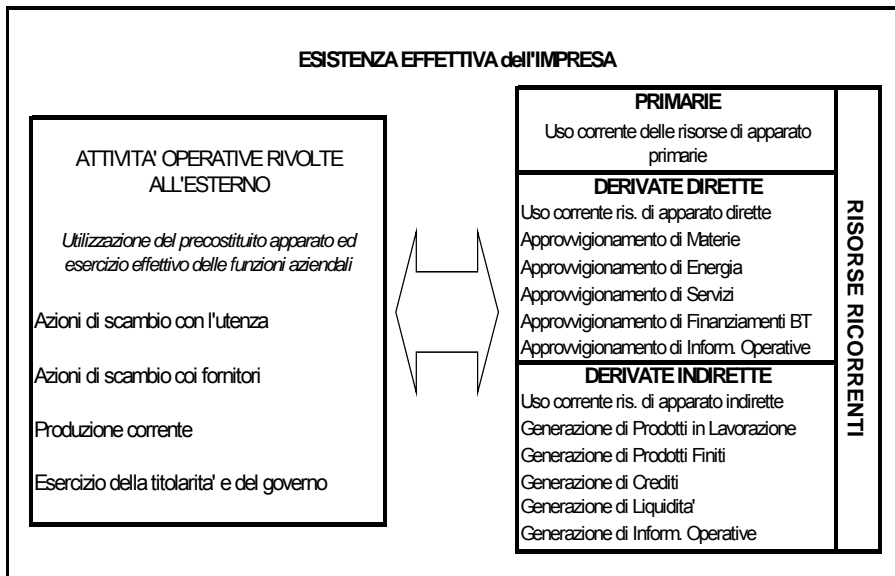 ESISTENZA EFFETTIVA dell'IMPRESA
ATTIVITA' OPERATIVE RIVOLTE
ALL'ESTERNO
Utilizzazione del precostituito apparato ed
esercizio effettivo delle funzioni aziendali
Azioni di scambio con l'utenza
Azioni di scambio coi fornitori
Produzione corrente
Esercizio della titolarita' e del governo
PRIMARIE
Uso corrente delle risorse di apparato
primarie
DERIVATE DIRETTE
Uso corrente ris. di apparato dirette
Approvvigionamento di Materie
Approvvigionamento di Energia
Approvvigionamento di Servizi
Approvvigionamento di Finanziamenti BT
Approvvigionamento di Inform. Operative
DERIVATE INDIRETTE
Uso corrente ris. di apparato indirette
Generazione di Prodotti in Lavorazione
Generazione di Prodotti Finiti
Generazione di Crediti
Generazione di Liquidita'
Generazione di Inform. Operative
RISORSE RICORRENTI